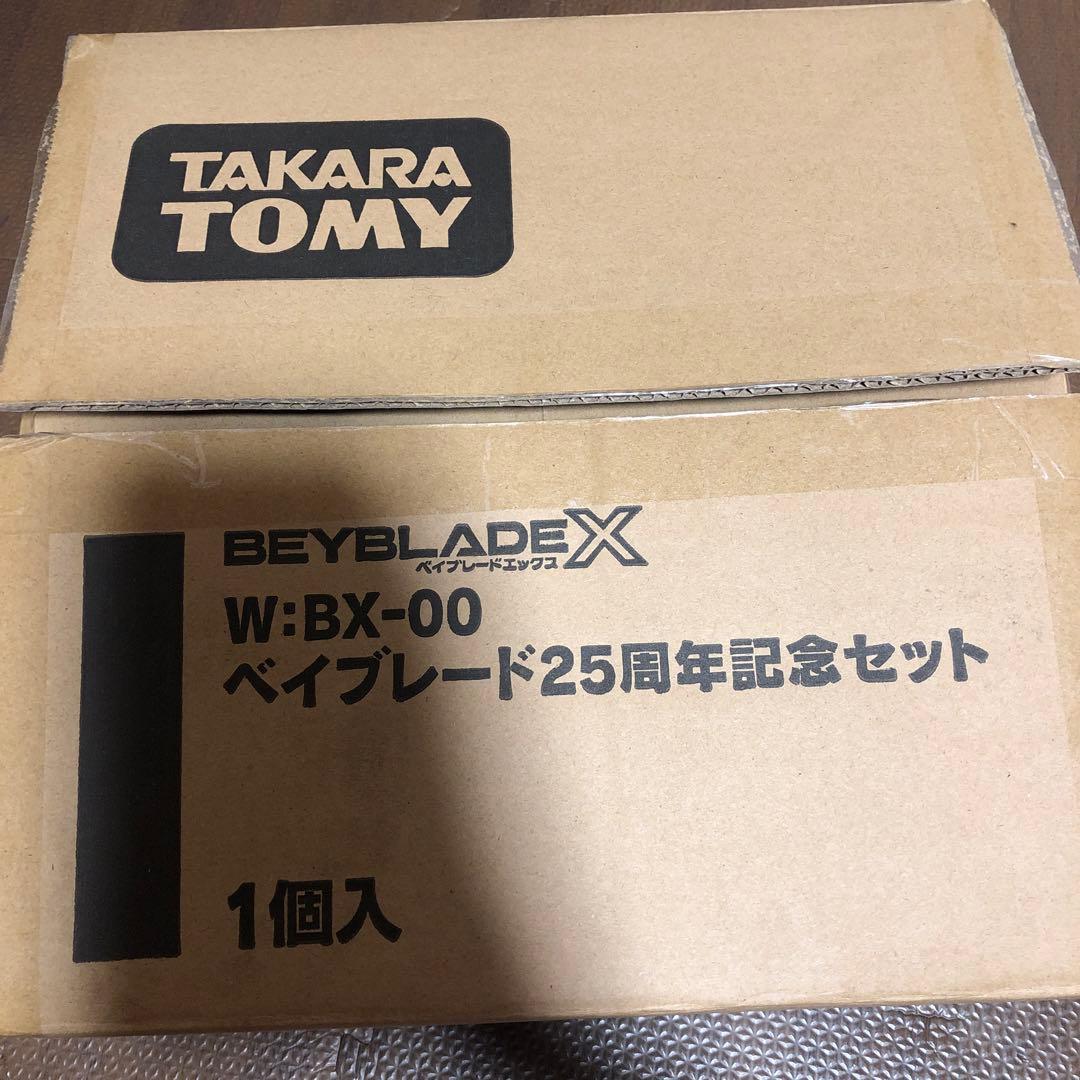 TAKARA
TOMY
BEYBLADE X
ベイブレードエックス
W:BX-00
ベイブレード25周年記念セット
1個入